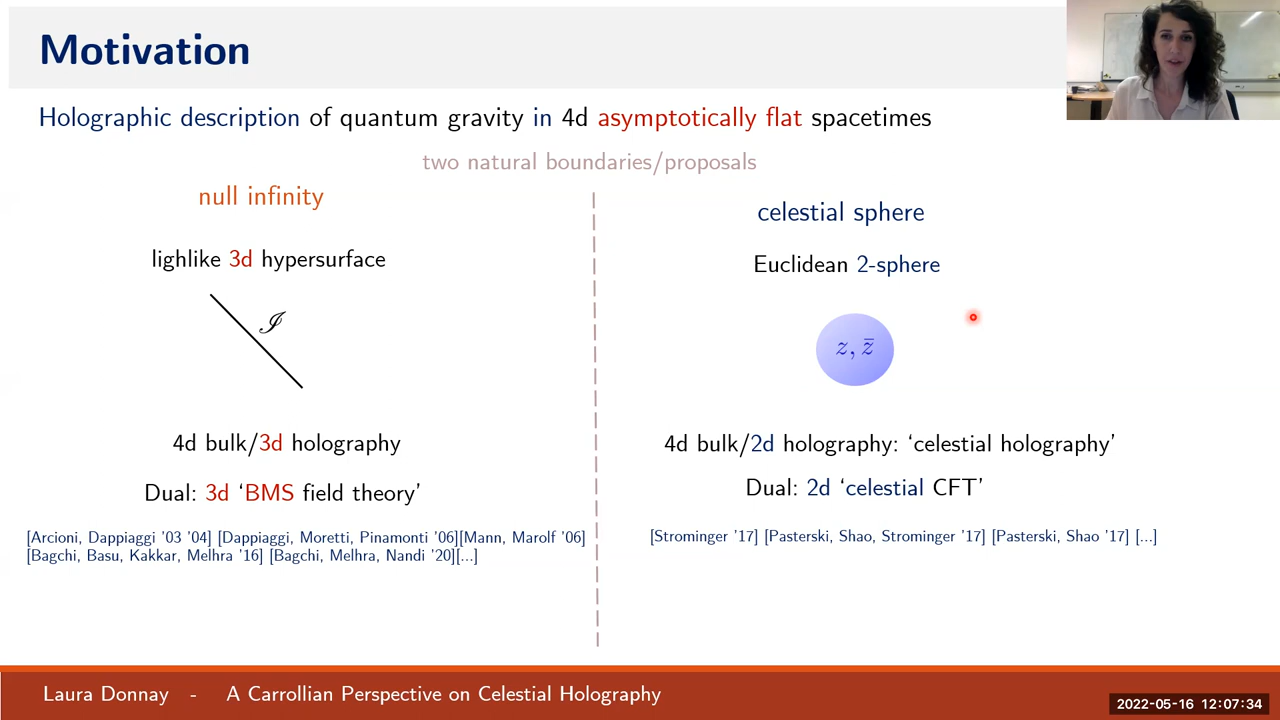 Motivation
Holographic description of quantum gravity in 4d asymptotically flat spacetimes
two natural boundaries/proposals
null infinity
lighlike 3d hypersurface
ℐ
4d bulk/3d holography
Dual: 3d ‘BMS field theory’
[Arcioni, Dappiaggi '03 '04] [Dappiaggi, Moretti, Pinamonti '06][Mann, Marolf '06]
[Bagchi, Basu, Kakkar, Melhra '16] [Bagchi, Melhra, Nandi '20][...]
celestial sphere
Euclidean 2-sphere
z, z̄
4d bulk/2d holography: ‘celestial holography’
Dual: 2d ‘celestial CFT’
[Strominger '17] [Pasterski, Shao, Strominger '17] [Pasterski, Shao '17] [...]
Laura Donnay - A Carrollian Perspective on Celestial Holography
2022-05-16 12:07:34